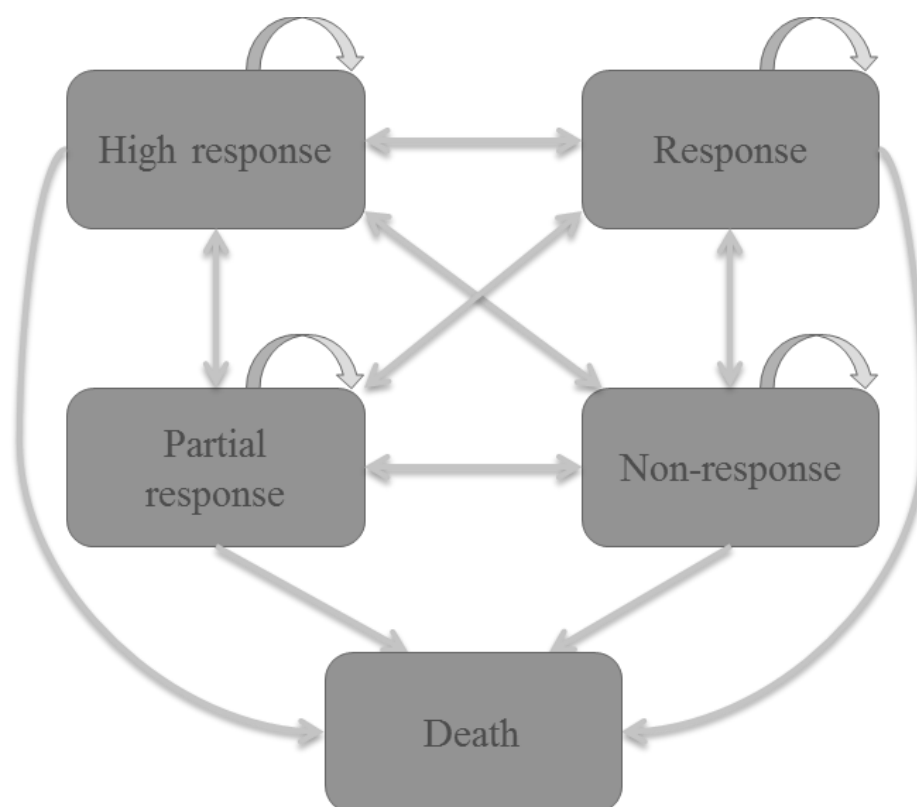 High response
Response
Partial
response
Non-response
Death